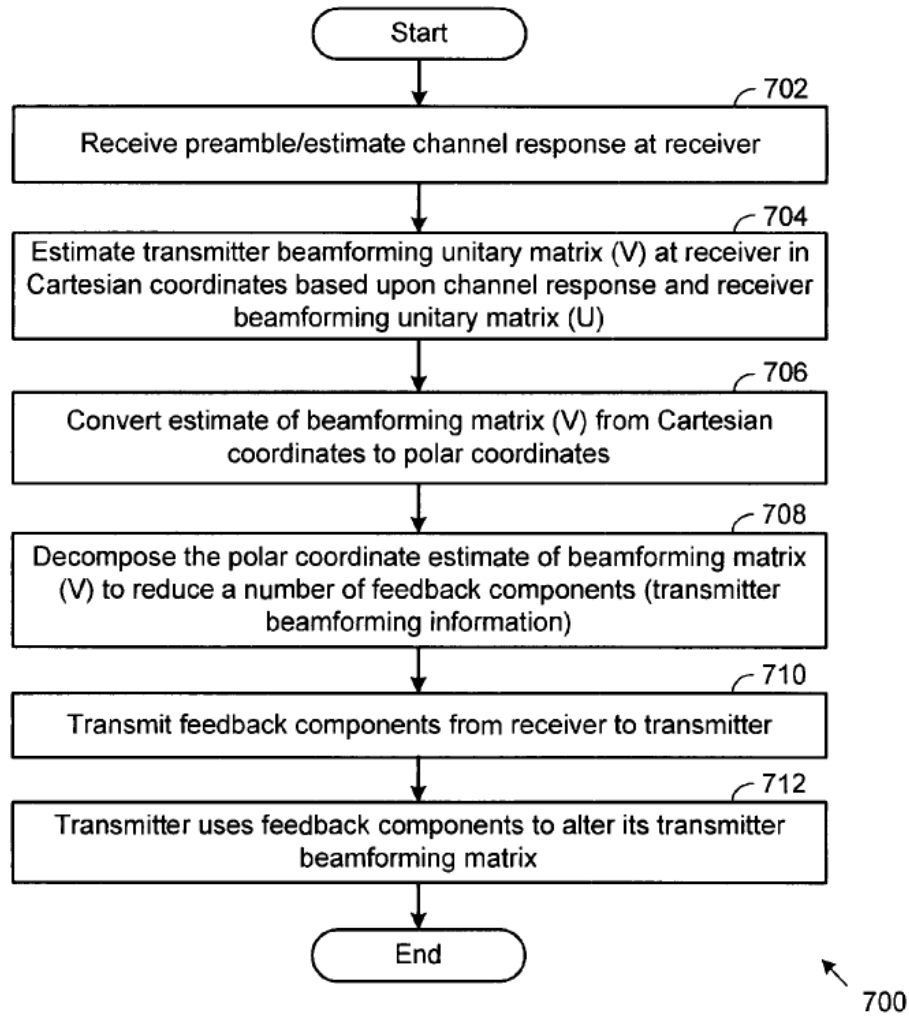 Start
702
Receive preamble/estimate channel response at receiver
704
Estimate transmitter beamforming unitary matrix (V) at receiver in
Cartesian coordinates based upon channel response and receiver
beamforming unitary matrix (U)
706
Convert estimate of beamforming matrix (V) from Cartesian
coordinates to polar coordinates
708
Decompose the polar coordinate estimate of beamforming matrix
(V) to reduce a number of feedback components (transmitter
beamforming information)
710
Transmit feedback components from receiver to transmitter
712
Transmitter uses feedback components to alter its transmitter
beamforming matrix
End
700